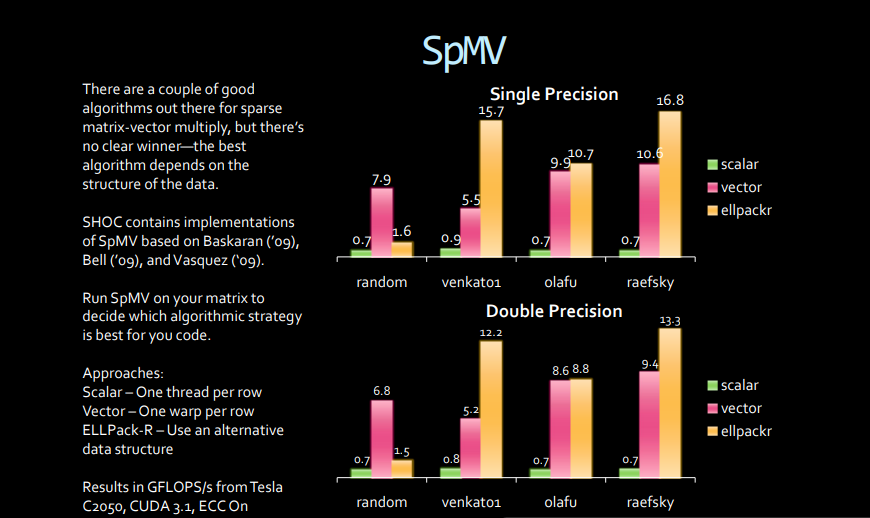 SpMV
There are a couple of good
algorithms out there for sparse
matrix-vector multiply, but there's
no clear winner—the best
algorithm depends on the
structure of the data.
SHOC contains implementations
of SpMV based on Baskaran ('09),
Bell ('09), and Vasquez ('09).
Run SpMV on your matrix to
decide which algorithmic strategy
is best for you code.
Approaches:
Scalar – One thread per row
Vector – One warp per row
ELLPack-R – Use an alternative
data structure
Results in GFLOPS/s from Tesla
C2050, CUDA 3.1, ECC On
Single Precision
0.7 7.9 1.6 0.9 5.5 15.7 0.7 9.9 10.7 0.7 10.6 16.8
random venkato1 olafu raefsky
scalar
vector
ellpackr
Double Precision
0.7 6.8 1.5 0.8 5.2 12.2 0.7 8.6 8.8 0.7 9.4 13.3
random venkato1 olafu raefsky
scalar
vector
ellpackr